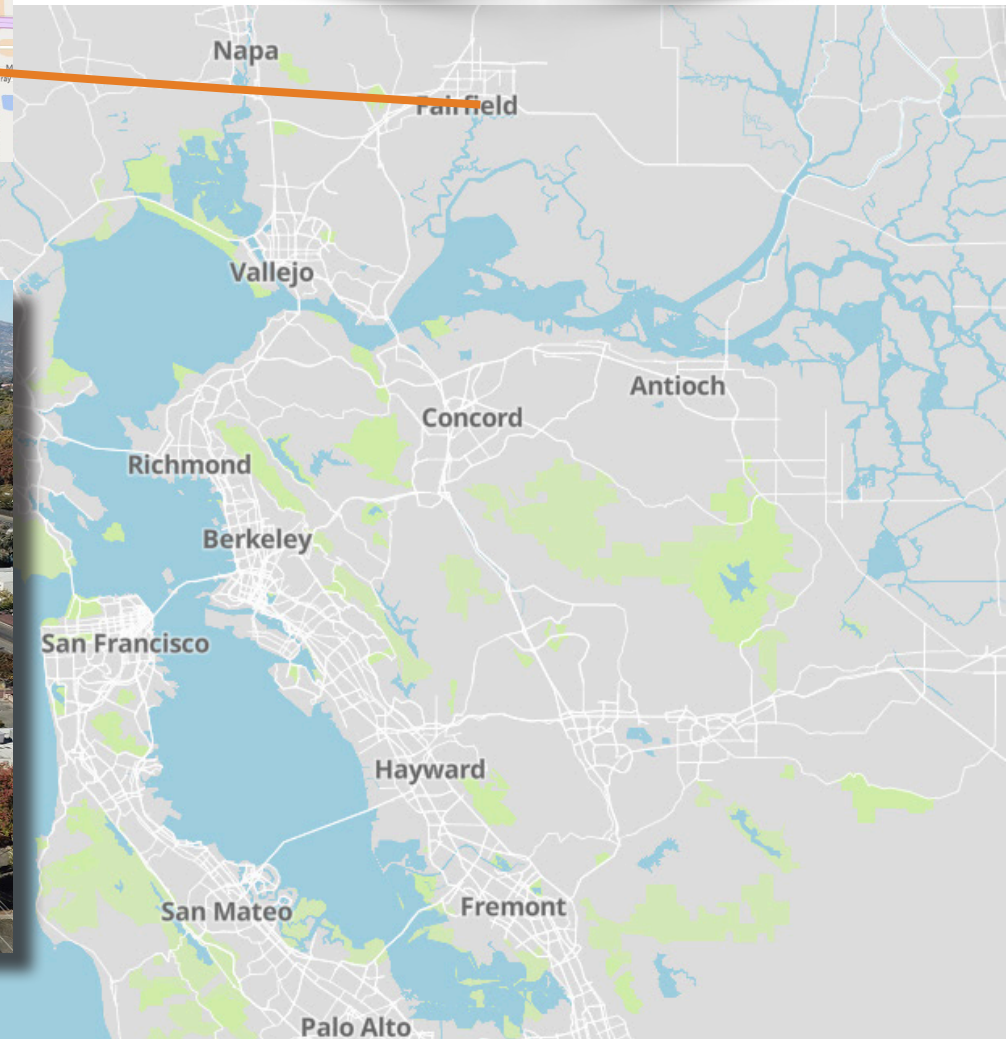 Napa
Fairfield
Vallejo
Antioch
Concord
Richmond
Berkeley
San Francisco
Hayward
San Mateo
Fremont
Palo Alto